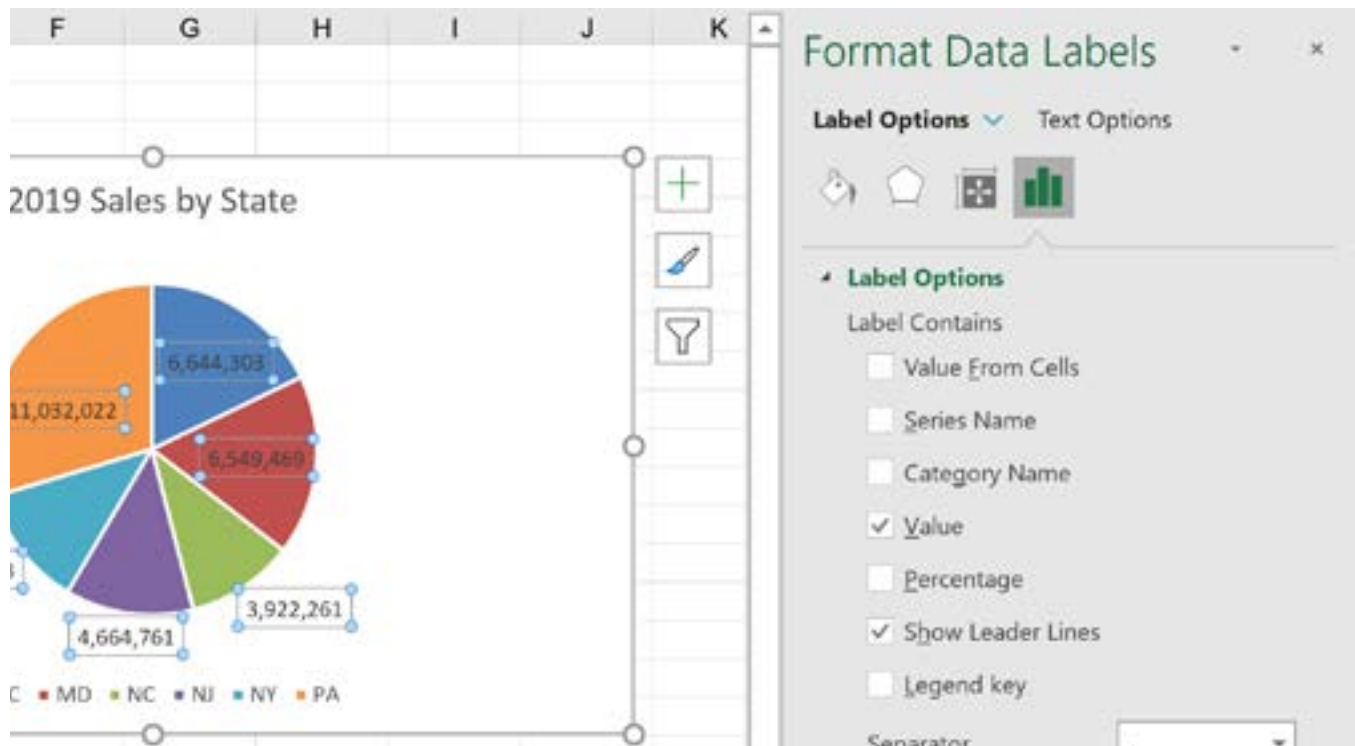 F G H I J K
Format Data Labels
Label Options Text Options
2019 Sales by State
Label Options
Label Contains
Value From Cells
Series Name
Category Name
Value
Percentage
Show Leader Lines
Legend key
Separator
6,644,303
11,032,022
6,549,469
3,922,261
4,664,761
C MD NC NJ NY PA